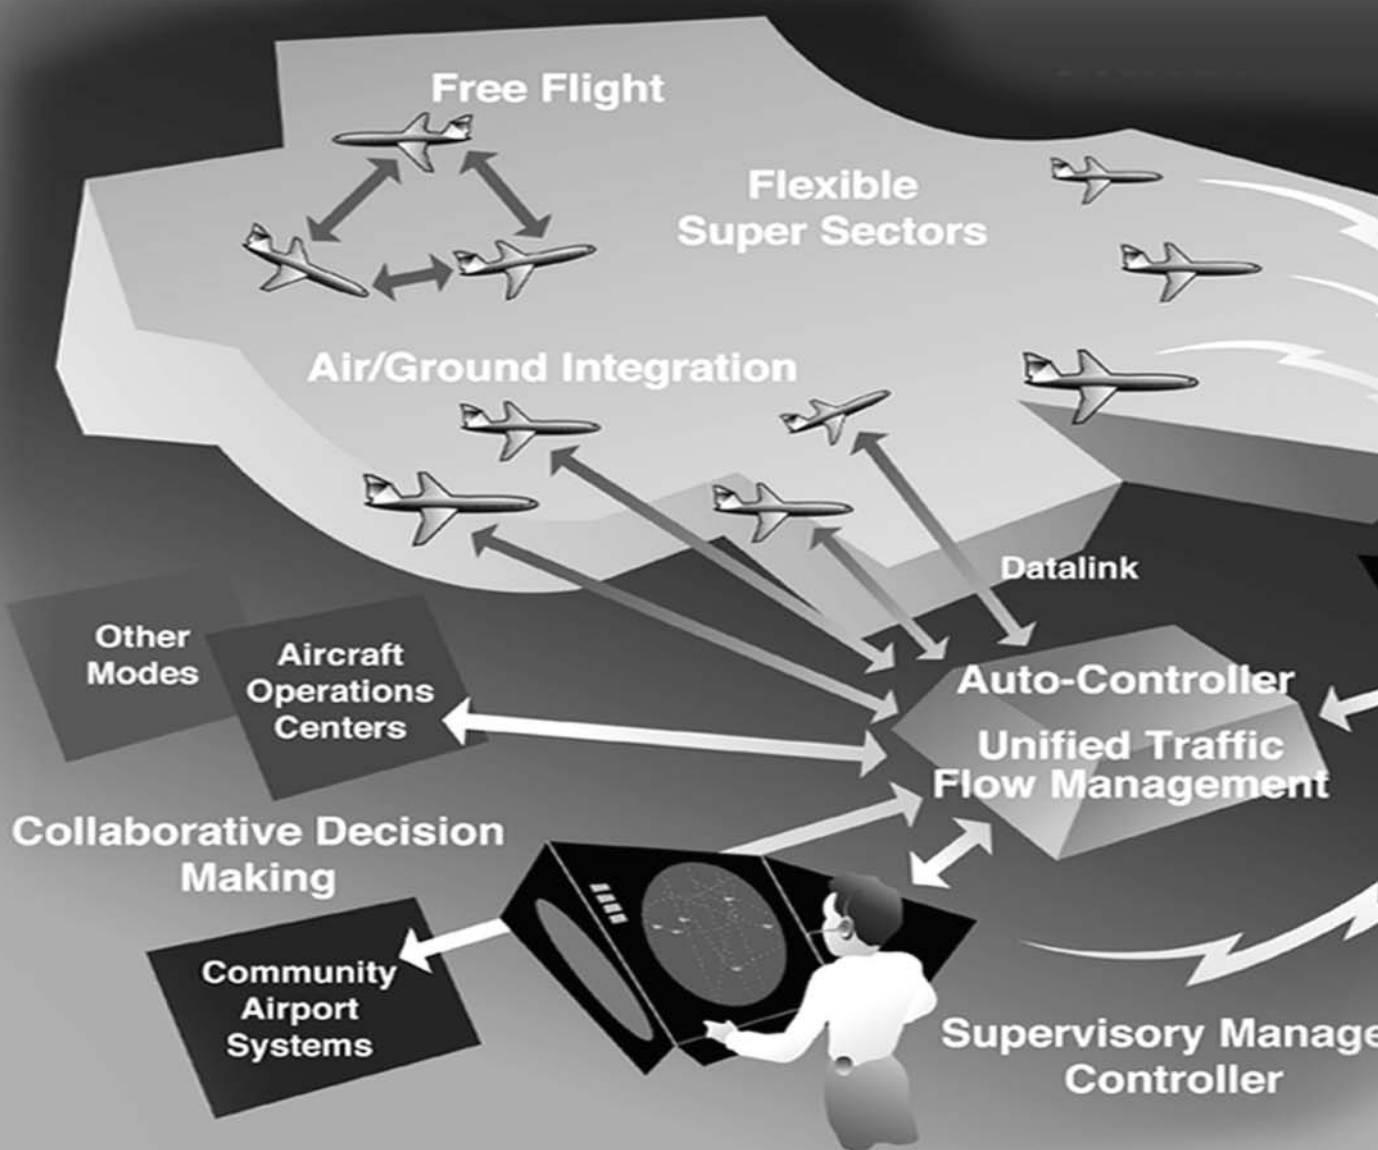 Free Flight
Flexible
Super Sectors
Air/Ground Integration
Datalink
Other
Modes
Aircraft
Operations
Centers
Auto-Controller
Unified Traffic
Flow Management
Collaborative Decision
Making
Community
Airport
Systems
Supervisory Manage
Controller